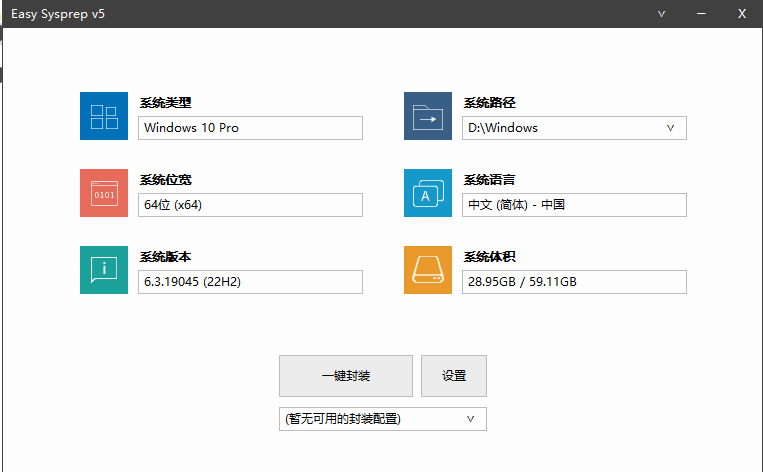 Easy Sysprep v5
系统类型
Windows 10 Pro
系统路径
D:\Windows
0101
系统位宽
64位 (x64)
A
系统语言
中文 (简体) - 中国
i
系统版本
6.3.19045 (22H2)
系统体积
28.95GB / 59.11GB
一键封装
设置
(暂无可用的封装配置)